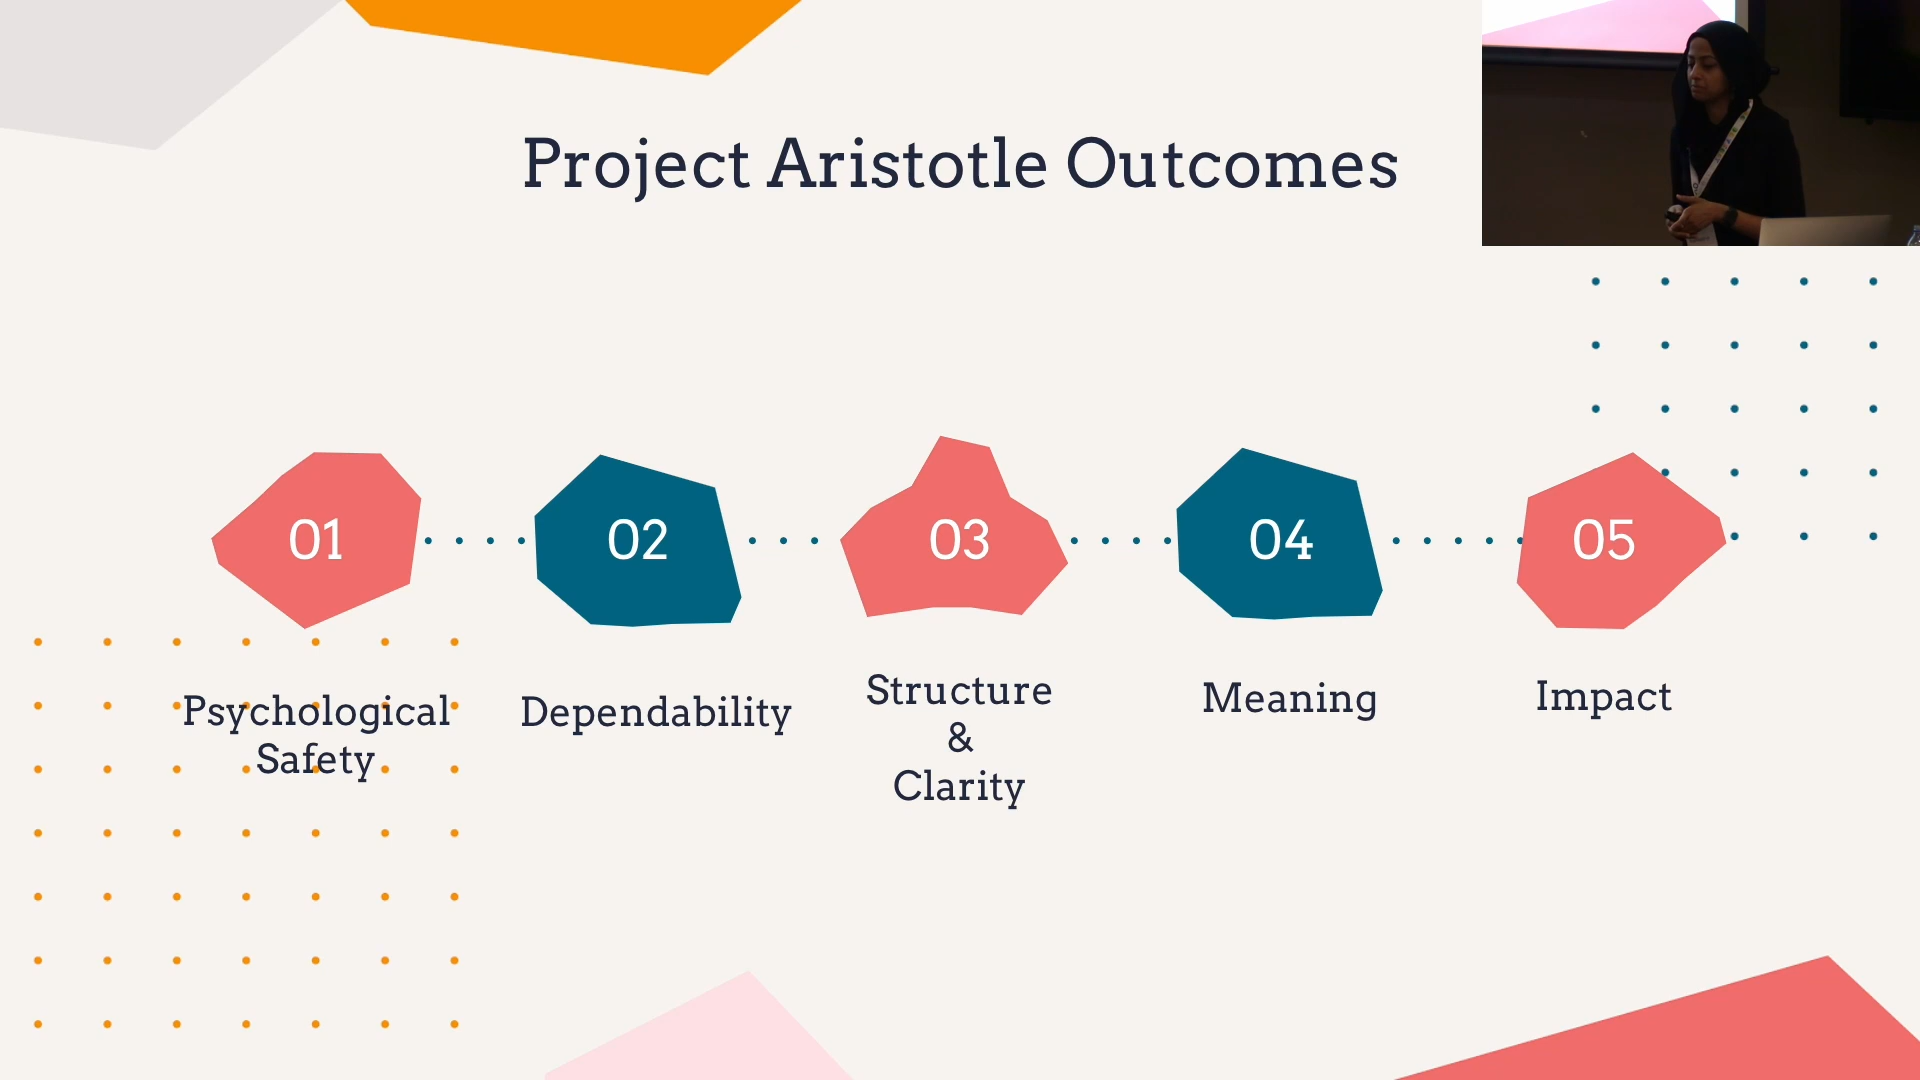 Project Aristotle Outcomes
01
02
03
04
05
Psychological
Safety
Dependability
Structure
&
Clarity
Meaning
Impact